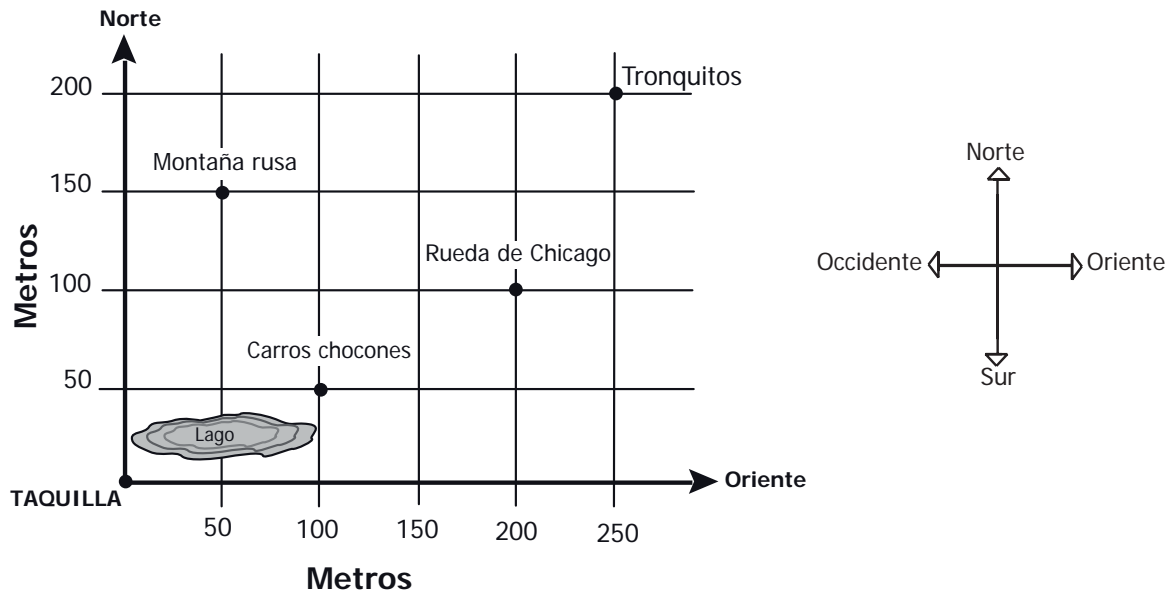 Norte
200
Tronquitos
Montaña rusa
150
Metros
Rueda de Chicago
100
Carros chocones
50
Lago
TAQUILLA
Oriente
50
100
150
200
250
Metros
Norte
Occidente
Oriente
Sur